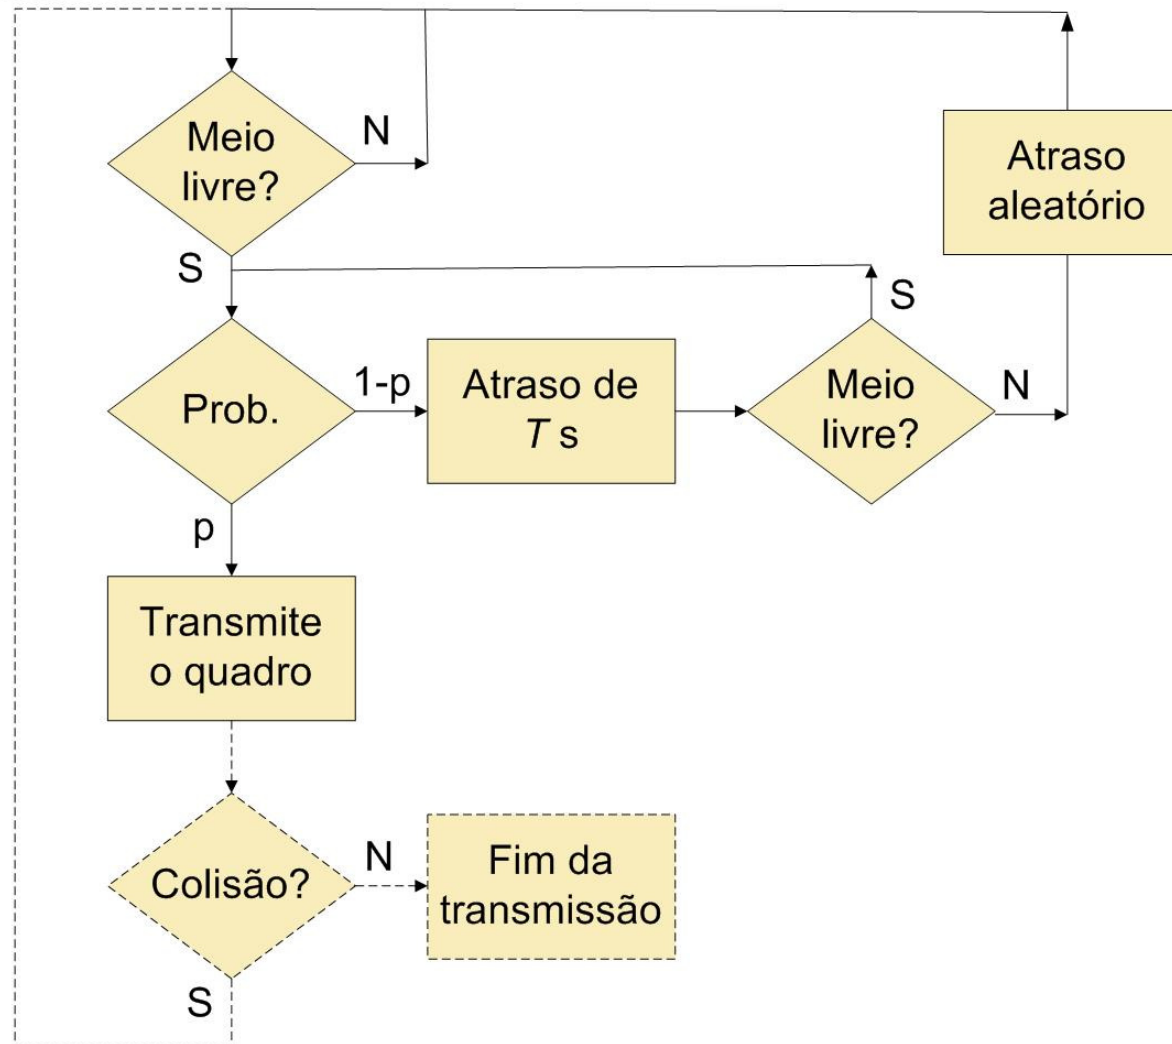 Meio
livre?
N
Atraso
aleatório
S
S
Prob.
1-p
Atraso de
T s
Meio
livre?
N
p
Transmite
o quadro
Colisão?
N
Fim da
transmissão
S